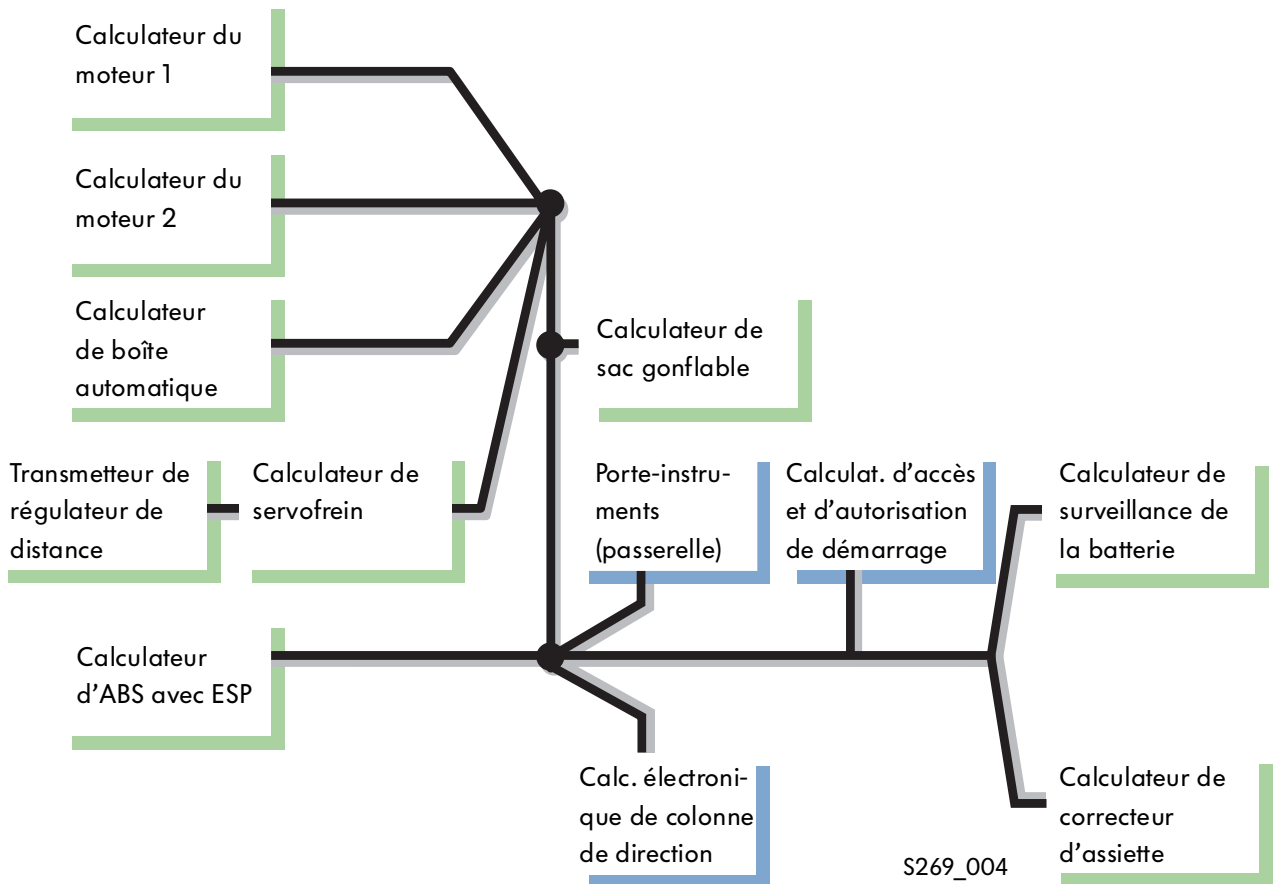 Calculateur du
moteur 1
Calculateur du
moteur 2
Calculateur
de boîte
automatique
Calculateur de
sac gonflable
Transmetteur de
régulateur de
distance
Calculateur de
servofrein
Porte-instru-
ments
(passerelle)
Calculat. d’accès
et d’autorisation
de démarrage
Calculateur de
surveillance de
la batterie
Calculateur
d’ABS avec ESP
Calc. électroni-
que de colonne
de direction
Calculateur de
correcteur
d’assiette
S269_004